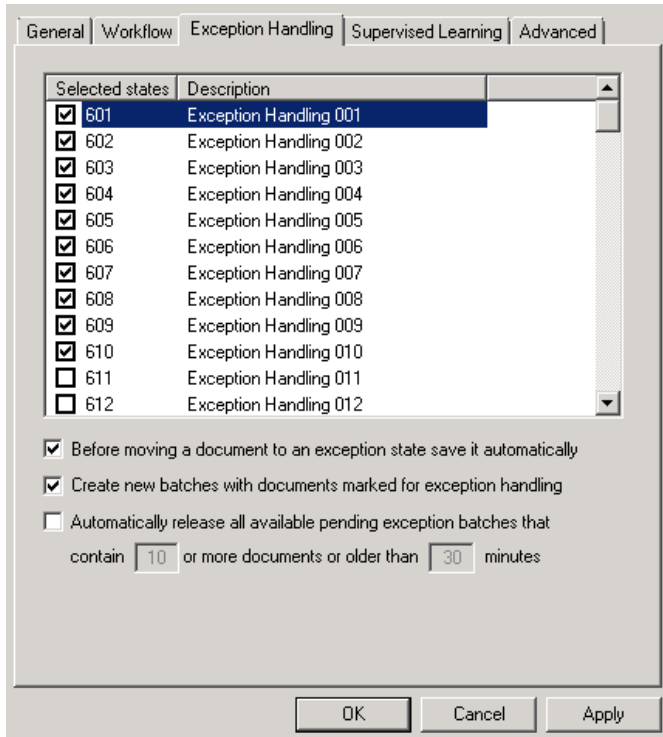 General Workflow Exception Handling Supervised Learning Advanced
Selected states Description
601 Exception Handling 001
602 Exception Handling 002
603 Exception Handling 003
604 Exception Handling 004
605 Exception Handling 005
606 Exception Handling 006
607 Exception Handling 007
608 Exception Handling 008
609 Exception Handling 009
610 Exception Handling 010
611 Exception Handling 011
612 Exception Handling 012
Before moving a document to an exception state save it automatically
Create new batches with documents marked for exception handling
Automatically release all available pending exception batches that
contain 10 or more documents or older than 30 minutes
OK Cancel Apply